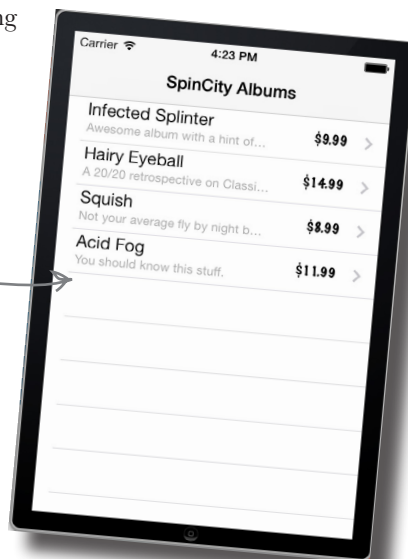 ng
Carrier
4:23 PM
SpinCity Albums
Infected Splinter
Awesome album with a hint of...
$9.99
Hairy Eyeball
A 20/20 retrospective on Classi...
$14.99
Squish
Not your average fly by night b...
$8.99
Acid Fog
You should know this stuff.
$11.99